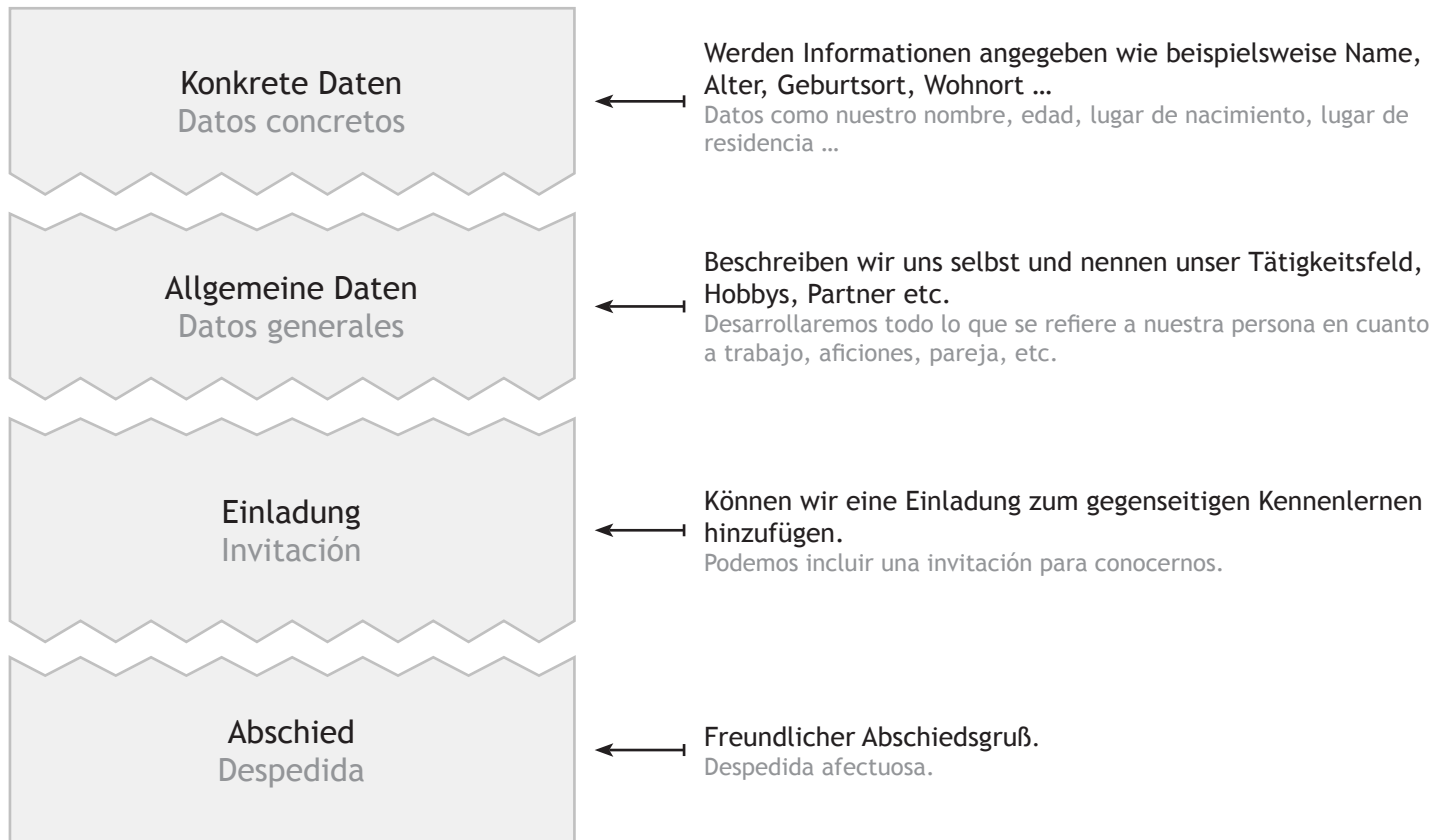 Konkrete Daten
Datos concretos
Werden Informationen angegeben wie beispielsweise Name,
Alter, Geburtsort, Wohnort …
Datos como nuestro nombre, edad, lugar de nacimiento, lugar de
residencia …
Allgemeine Daten
Datos generales
Beschreiben wir uns selbst und nennen unser Tätigkeitsfeld,
Hobbys, Partner etc.
Desarrollaremos todo lo que se refiere a nuestra persona en cuanto
a trabajo, aficiones, pareja, etc.
Einladung
Invitación
Können wir eine Einladung zum gegenseitigen Kennenlernen
hinzufügen.
Podemos incluir una invitación para conocernos.
Abschied
Despedida
Freundlicher Abschiedsgruß.
Despedida afectuosa.